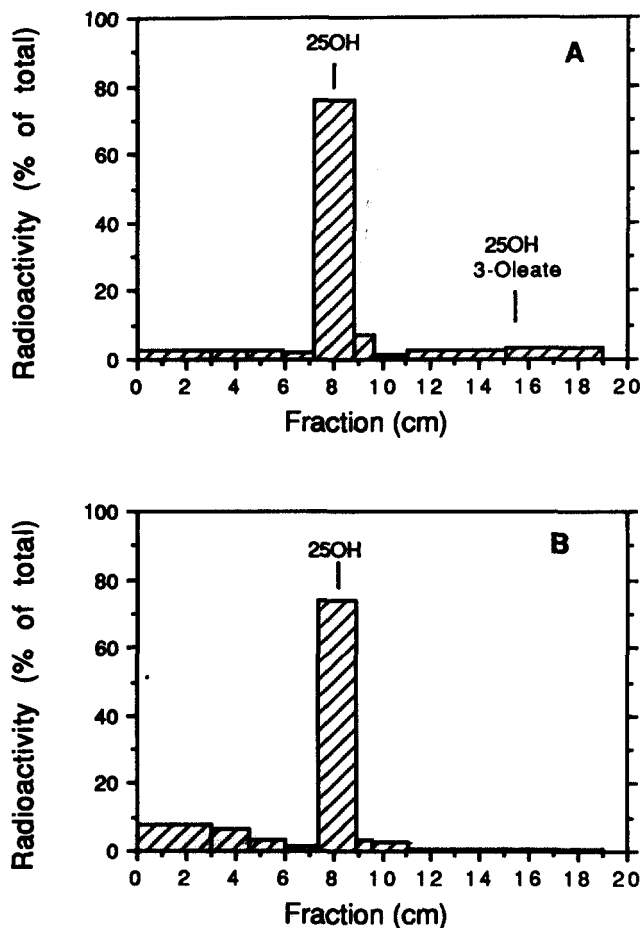 Radioactivity (% of total)
100
80
60
40
20
0
25OH
A
25OH
3-Oleate
0 2 4 6 8 10 12 14 16 18 20
Fraction (cm)
Radioactivity (% of total)
100
80
60
40
20
0
25OH
B
0 2 4 6 8 10 12 14 16 18 20
Fraction (cm)